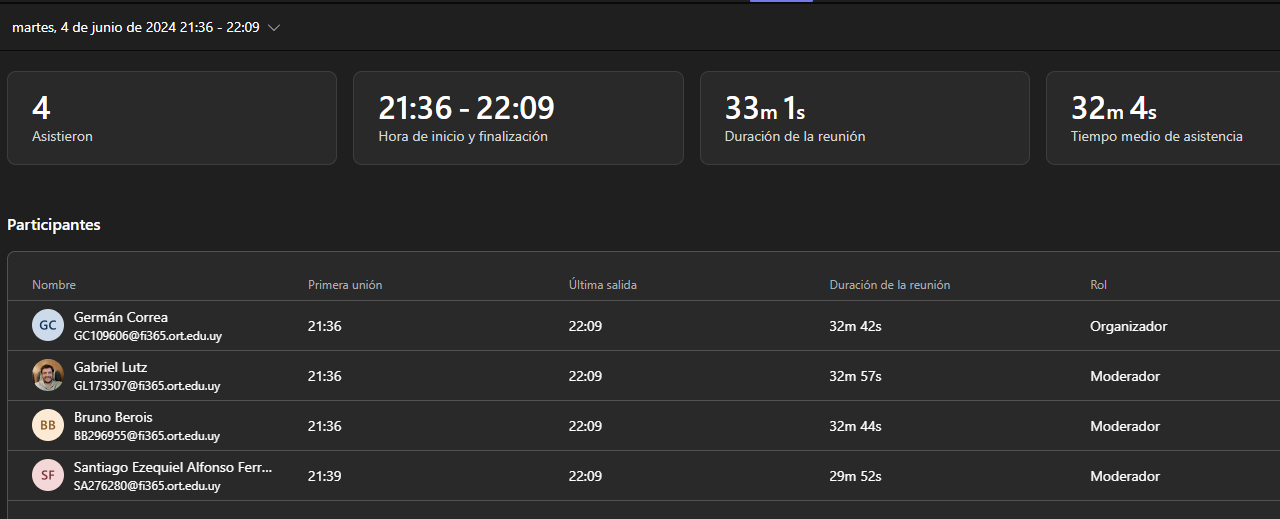 martes, 4 de junio de 2024 21:36 - 22:09
4
Asistieron
21:36 - 22:09
Hora de inicio y finalización
33m 1s
Duración de la reunión
32m 4s
Tiempo medio de asistencia
Participantes
Nombre Primera unión Última salida Duración de la reunión Rol
GC Germán Correa
GC109606@fi365.ort.edu.uy
21:36 22:09 32m 42s Organizador
Gabriel Lutz
GL173507@fi365.ort.edu.uy
21:36 22:09 32m 57s Moderador
BB Bruno Berois
BB296955@fi365.ort.edu.uy
21:36 22:09 32m 44s Moderador
SF Santiago Ezequiel Alfonso Ferr...
SA276280@fi365.ort.edu.uy
21:39 22:09 29m 52s Moderador